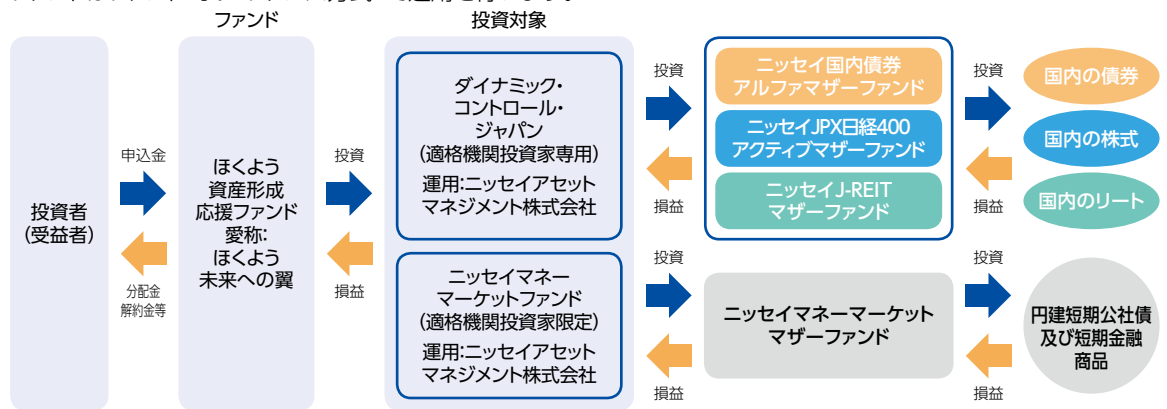 ファンド
投資対象
投資者
(受益者)
申込金
分配金
解約金等
ほくよう
資産形成
応援ファンド
愛称:
ほくよう
未来への翼
投資
損益
ダイナミック・
コントロール・
ジャパン
(適格機関投資家専用)
運用:ニッセイアセット
マネジメント株式会社
ニッセイマネー
マーケットファンド
(適格機関投資家限定)
運用:ニッセイアセット
マネジメント株式会社
投資
損益
投資
損益
ニッセイ国内債券
アルファマザーファンド
ニッセイJPX日経400
アクティブマザーファンド
ニッセイJ-REIT
マザーファンド
ニッセイマネーマーケット
マザーファンド
投資
損益
投資
損益
国内の債券
国内の株式
国内のリート
円建短期公社債
及び短期金融
商品